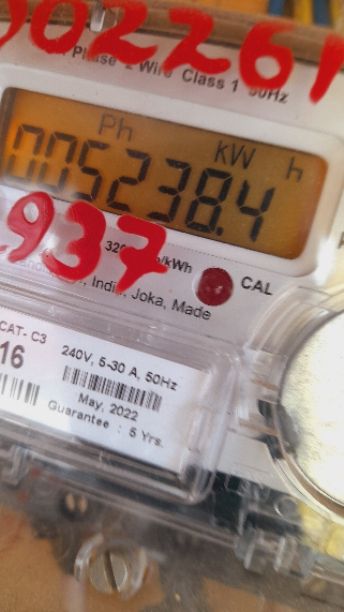 002261
Phase 2 Wire Class 1 50Hz
Ph kW h
005238.4
937
320 /kWh
CAL
Joka, Made
CAT- C3
16
240V, 5-30 A, 50Hz
May, 2022
Guarantee : 5 Yrs.